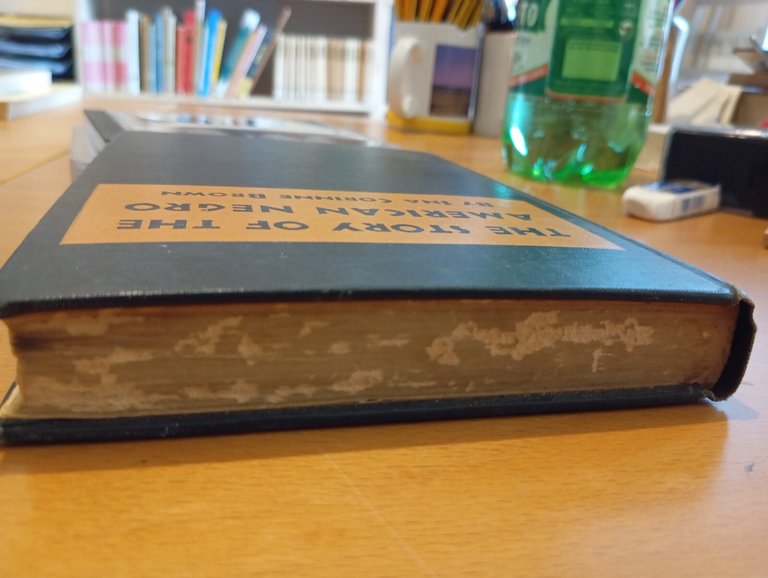 THE STORY OF THE
AMERICAN NEGRO
BY INA CORINNE BROWN